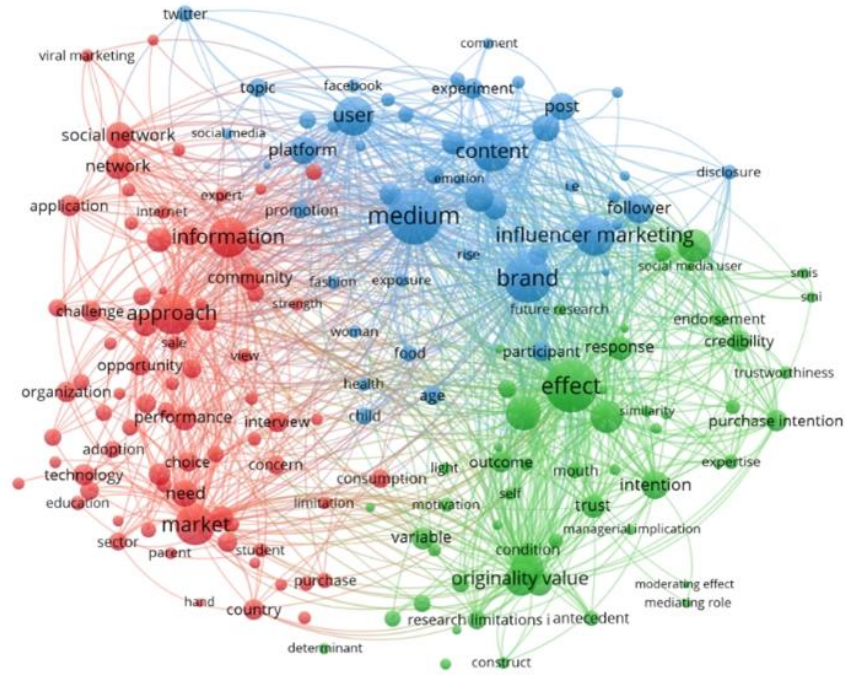 twitter
comment
viral marketing
topic
facebook
experiment
post
user
social network
social media
platform
content
network
emotion
disclosure
i.e
expert
application
internet
promotion
medium
follower
information
influencer marketing
rise
social media user
community
fashion
exposure
brand
smis
strength
smi
challenge
approach
future research
endorsement
woman
sale
credibility
view
food
participant
response
opportunity
trustworthiness
health
effect
organization
age
child
similarity
performance
interview
purchase intention
adoption
choice
concern
light
outcome
mouth
expertise
technology
consumption
intention
need
self
education
limitation
motivation
trust
market
managerial implication
variable
sector
parent
student
condition
purchase
originality value
moderating effect
hand
country
mediating role
research limitations i
antecedent
determinant
construct